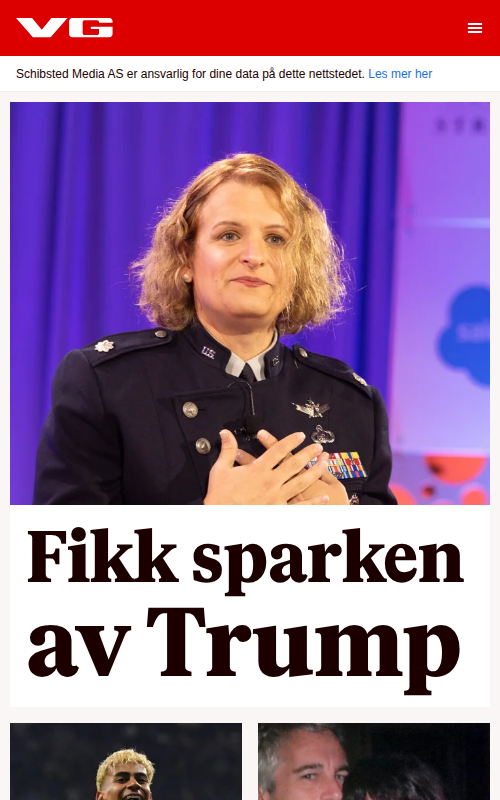 VG
Schibsted Media AS er ansvarlig for dine data på dette nettstedet. Les mer her
Fikk sparken
av Trump